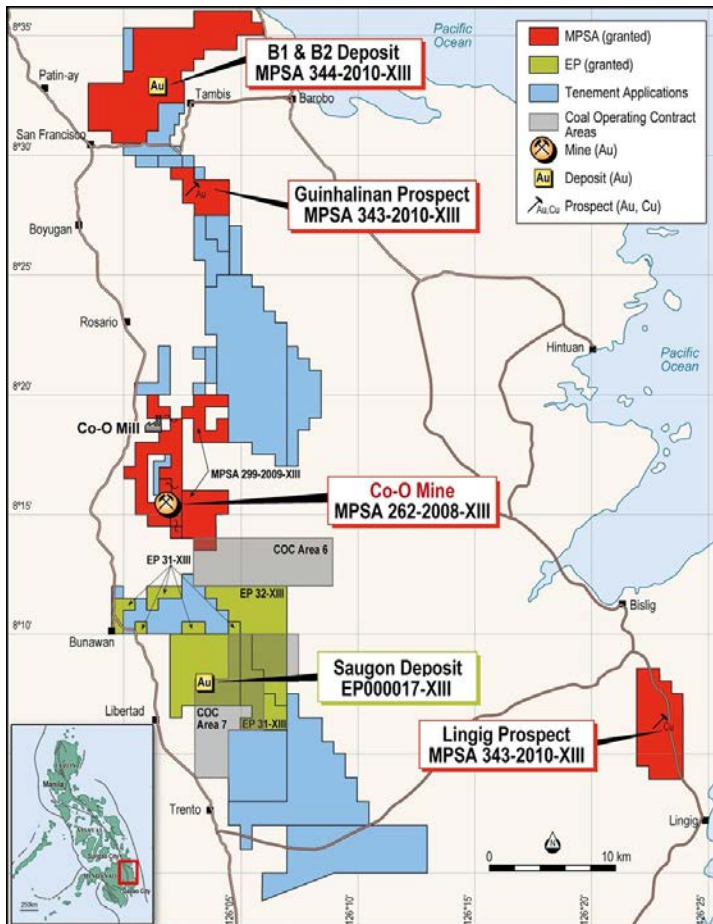 8°35'
8°30'
8°25'
8°20'
8°15'
8°10'
126°05'
126°10'
126°15'
126°20'
126°25'
Pacific
Ocean
B1 & B2 Deposit
MPSA 344-2010-XIII
MPSA (granted)
EP (granted)
Tenement Applications
Coal Operating Contract
Areas
Mine (Au)
Au
Deposit (Au)
Au,Cu
Prospect (Au, Cu)
Patin-ay
Au
Tambis
Barobo
San Francisco
Au
Guinhalinan Prospect
MPSA 343-2010-XIII
Boyugan
Rosario
Hintuan
Pacific
Ocean
Co-O Mill
MPSA 299-2009-XIII
Co-O Mine
MPSA 262-2008-XIII
COC Area 6
EP 31-XIII
EP 32-XIII
Bislig
Bunawan
Au
Saugon Deposit
EP000017-XIII
Libertad
COC
Area 7
EP 31-XIII
Cu
Lingig Prospect
MPSA 343-2010-XIII
Trento
Lingig
N
0
10 km
Manila
250km